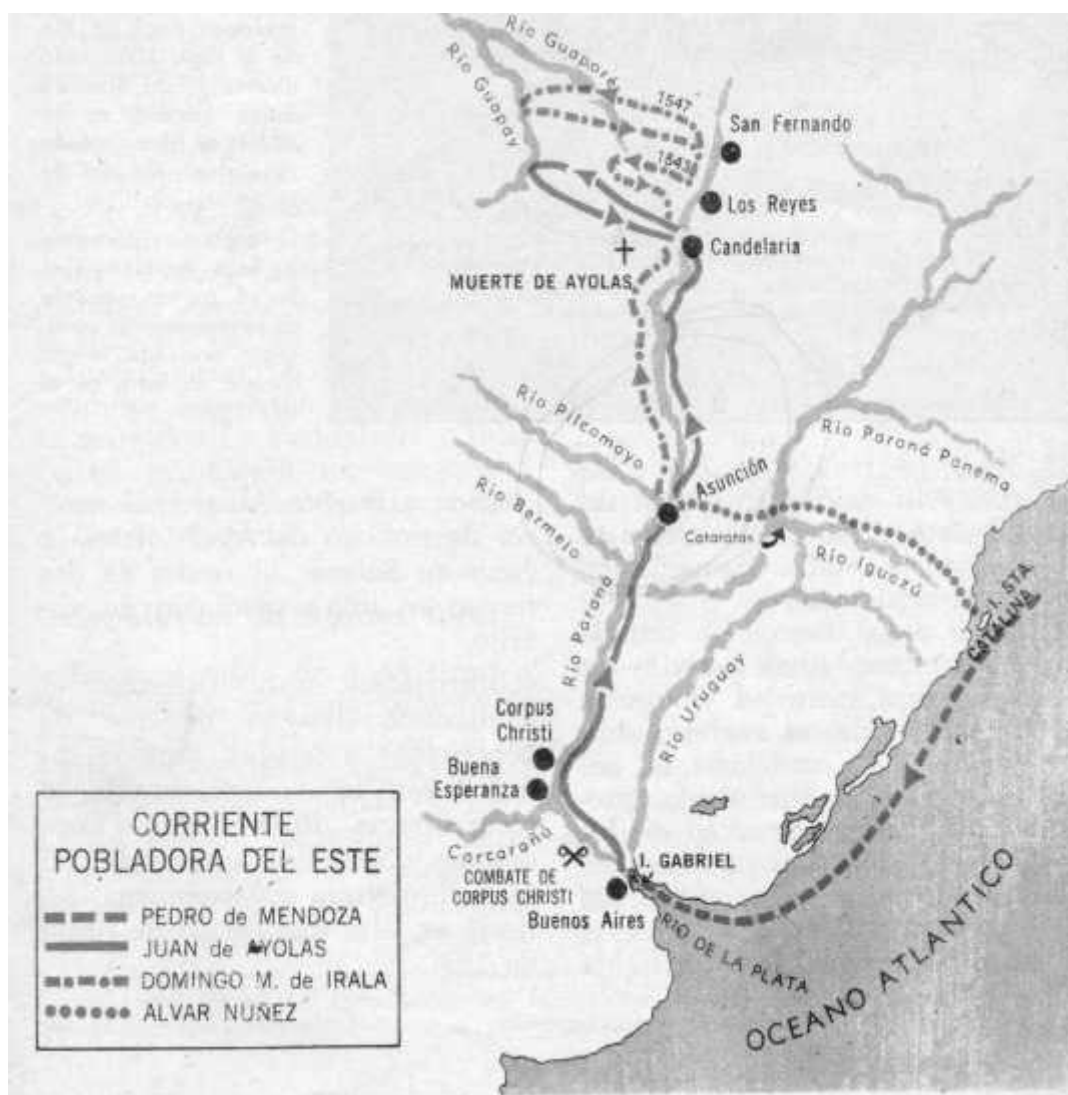 Río Guaporé
Río Guapay
1547
San Fernando
1843
Los Reyes
Candelaria
MUERTE DE AYOLAS
Río Pilcomayo
Río Paraná Panema
Asunción
Río Bermejo
Cataratas
Río Iguazú
I. STA.
CATALINA
Río Paraná
Río Uruguay
Corpus
Christi
Buena
Esperanza
Carcarañú
COMBATE DE
CORPUS CHRISTI
I. GABRIEL
Buenos Aires
RIO DE LA PLATA
OCEANO ATLANTICO
CORRIENTE
POBLADORA DEL ESTE
PEDRO de MENDOZA
JUAN de AYOLAS
DOMINGO M. de IRALA
ALVAR NUÑEZ